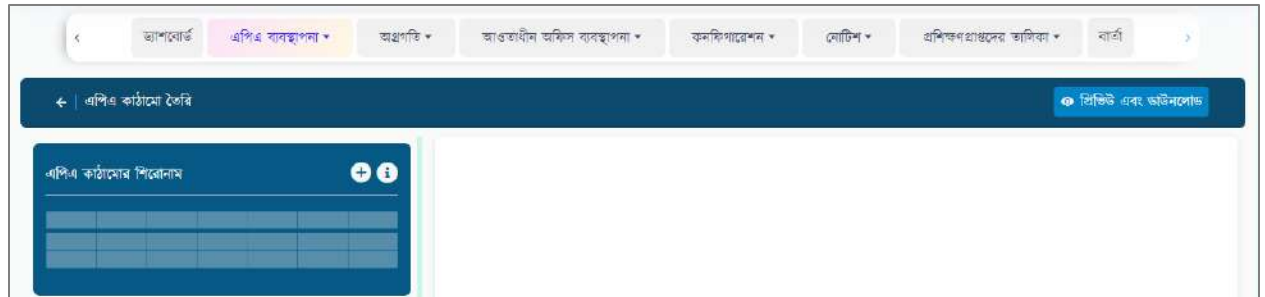 ড্যাশবোর্ড এপিএ ব্যবস্থাপনা অগ্রগতি আওতাধীন অফিস ব্যবস্থাপনা কনফিগারেশন নোটিশ প্রশিক্ষণপ্রাপ্তদের তালিকা বার্তা
এপিএ কাঠামো তৈরি প্রিভিউ এবং ডাউনলোড
এপিএ কাঠামোর শিরোনাম